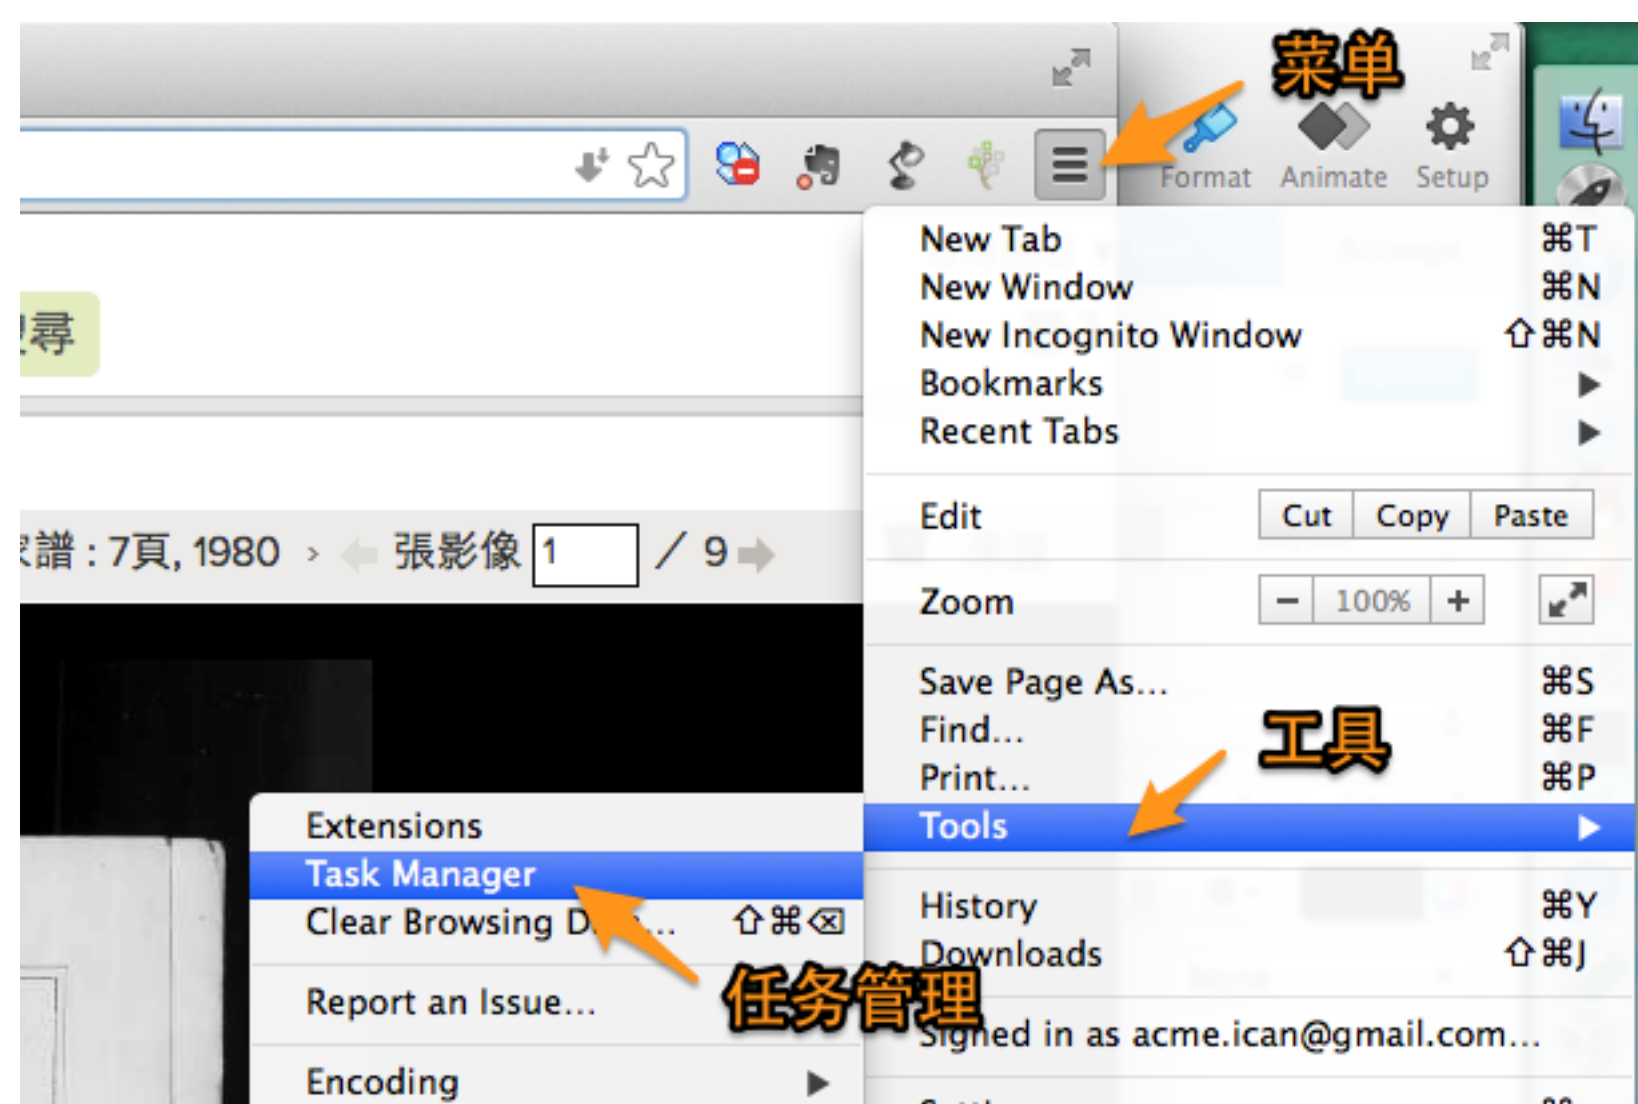 菜单
Format Animate Setup
New Tab ⌘T
New Window ⌘N
New Incognito Window ⇧⌘N
Bookmarks ▶
Recent Tabs ▶
尋
譜 : 7頁, 1980 › 張影像 1 / 9
Edit Cut Copy Paste
Zoom − 100% +
Save Page As... ⌘S
Find... ⌘F
Print... ⌘P
工具
Tools ▶
Extensions
Task Manager
Clear Browsing ... ⇧⌘⌫
任务管理
Report an Issue...
Encoding ▶
History ⌘Y
Downloads ⇧⌘J
Signed in as acme.ican@gmail.com...